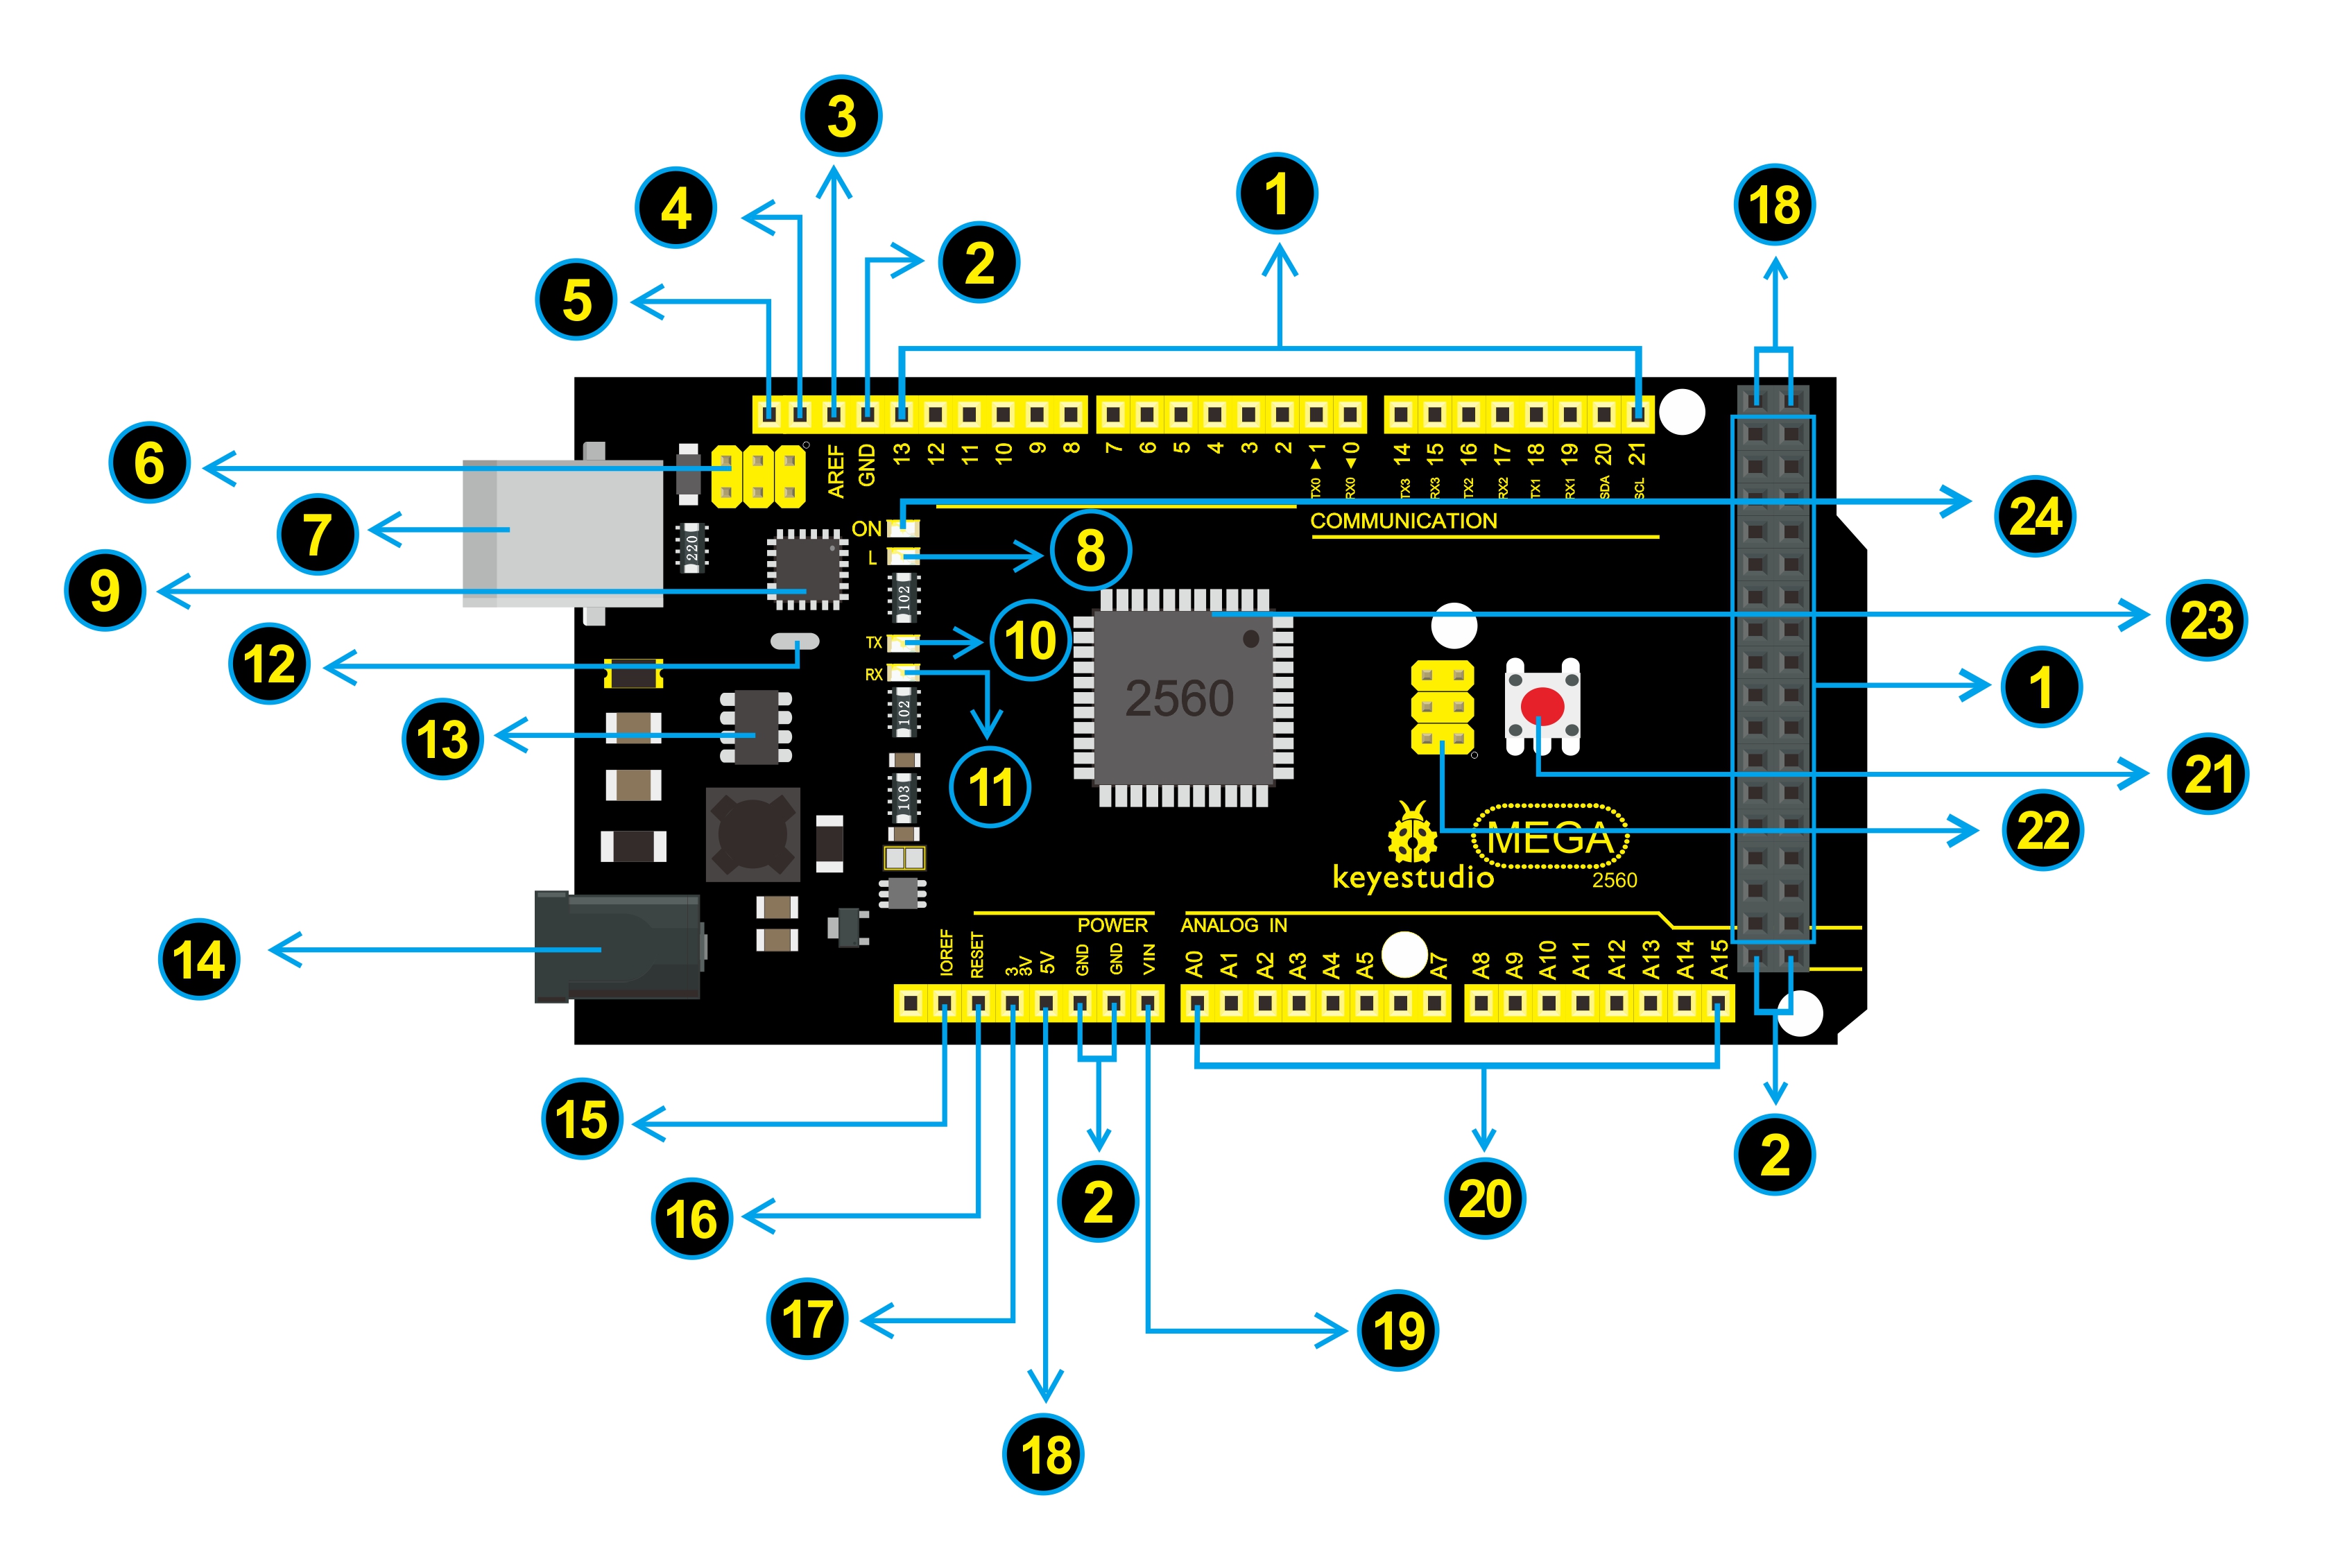 3
1
18
4
2
5
6
7
9
12
13
14
AREF
GND
13
12
11
10
9
8
7
6
5
4
3
2
TX0 ▶ 1
RX0 ◀ 0
TX3 14
RX3 15
TX2 16
RX2 17
TX1 18
RX1 19
SDA 20
SCL 21
COMMUNICATION
ON
L
TX
RX
220
102
102
103
8
10
11
2560
24
23
1
21
22
MEGA
keyestudio
2560
POWER
ANALOG IN
IOREF
RESET
3
3V
5V
GND
GND
VIN
A0
A1
A2
A3
A4
A5
A7
A8
A9
A10
A11
A12
A13
A14
A15
15
16
17
18
2
19
20
2